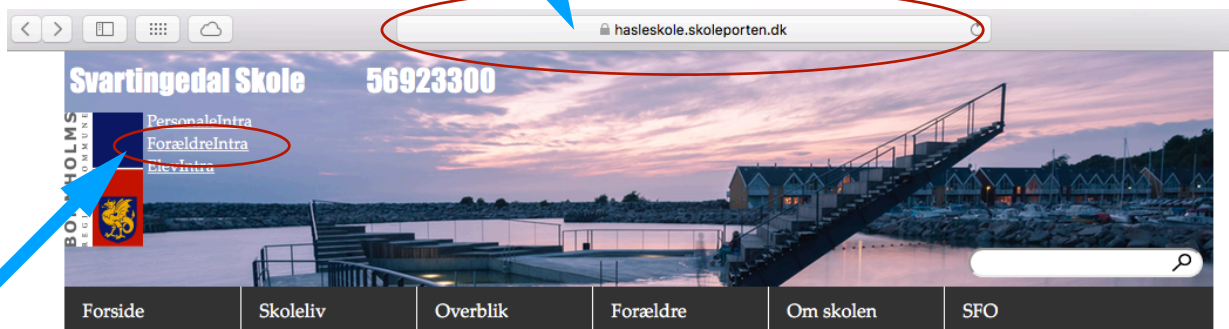 hasleskole.skoleporten.dk
Svartingedal Skole 56923300
PersonaleIntra
ForældreIntra
ElevIntra
BORNHOLMS
REGIONSKOMMUNE
Forside Skoleliv Overblik Forældre Om skolen SFO